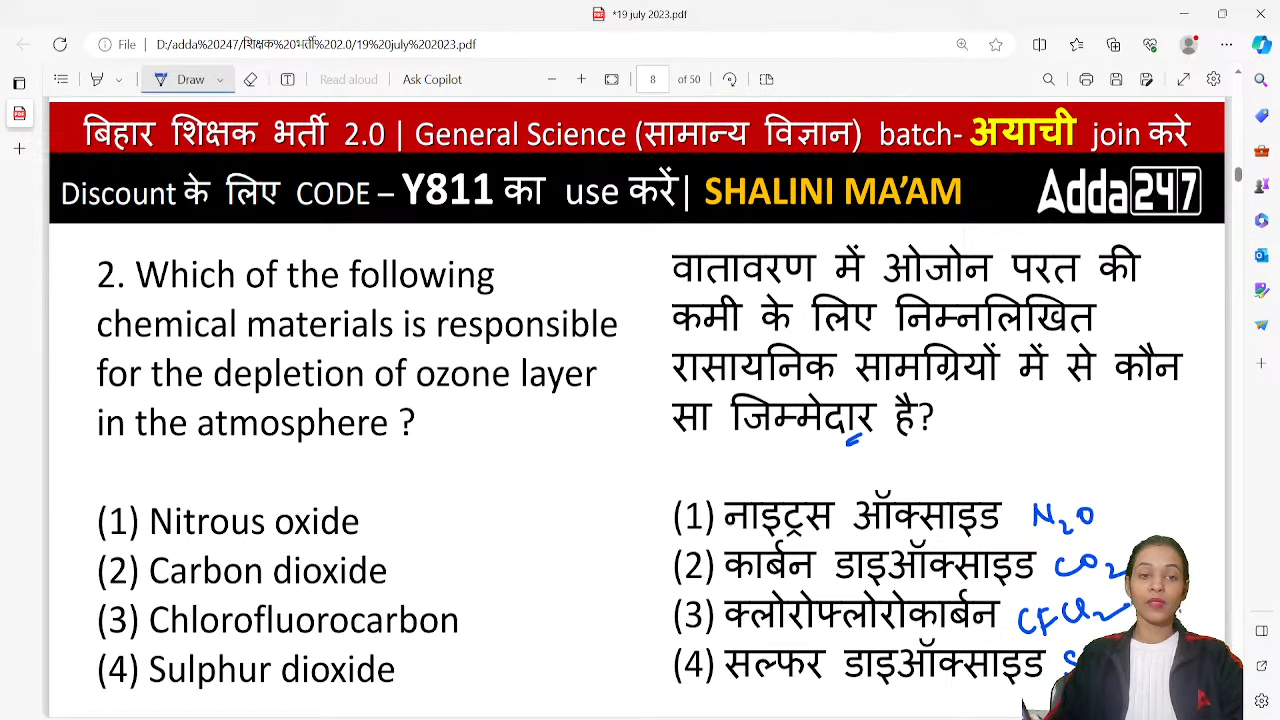 *19 july 2023.pdf
File D:/adda%20247/शिक्षक%20भर्ती%202.0/19%20july%202023.pdf
Draw Read aloud Ask Copilot 8 of 50
बिहार शिक्षक भर्ती 2.0 | General Science (सामान्य विज्ञान) batch- अयाची join करे
Discount के लिए CODE – Y811 का use करें| SHALINI MA’AM Adda247
2. Which of the following
chemical materials is responsible
for the depletion of ozone layer
in the atmosphere ?
(1) Nitrous oxide
(2) Carbon dioxide
(3) Chlorofluorocarbon
(4) Sulphur dioxide
वातावरण में ओजोन परत की
कमी के लिए निम्नलिखित
रासायनिक सामग्रियों में से कौन
सा जिम्मेदार है?
(1) नाइट्रस ऑक्साइड N2O
(2) कार्बन डाइऑक्साइड CO2
(3) क्लोरोफ्लोरोकार्बन CFCl2
(4) सल्फर डाइऑक्साइड S